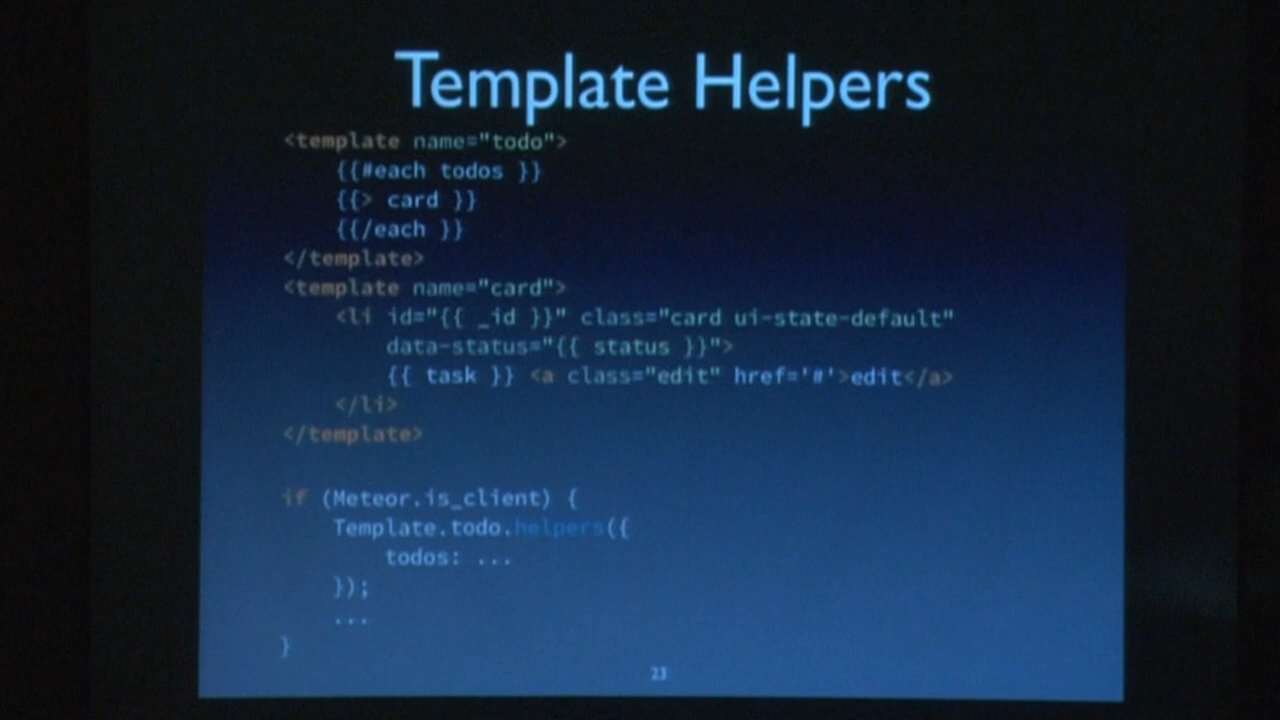 Template Helpers
<template name="todo">
    {{#each todos }}
    {{> card }}
    {{/each }}
</template>
<template name="card">
    <li id="{{ _id }}" class="card ui-state-default"
        data-status="{{ status }}">
        {{ task }} <a class="edit" href='#'>edit</a>
    </li>
</template>
if (Meteor.is_client) {
    Template.todo.helpers({
        todos: ...
    });
    ...
}
23